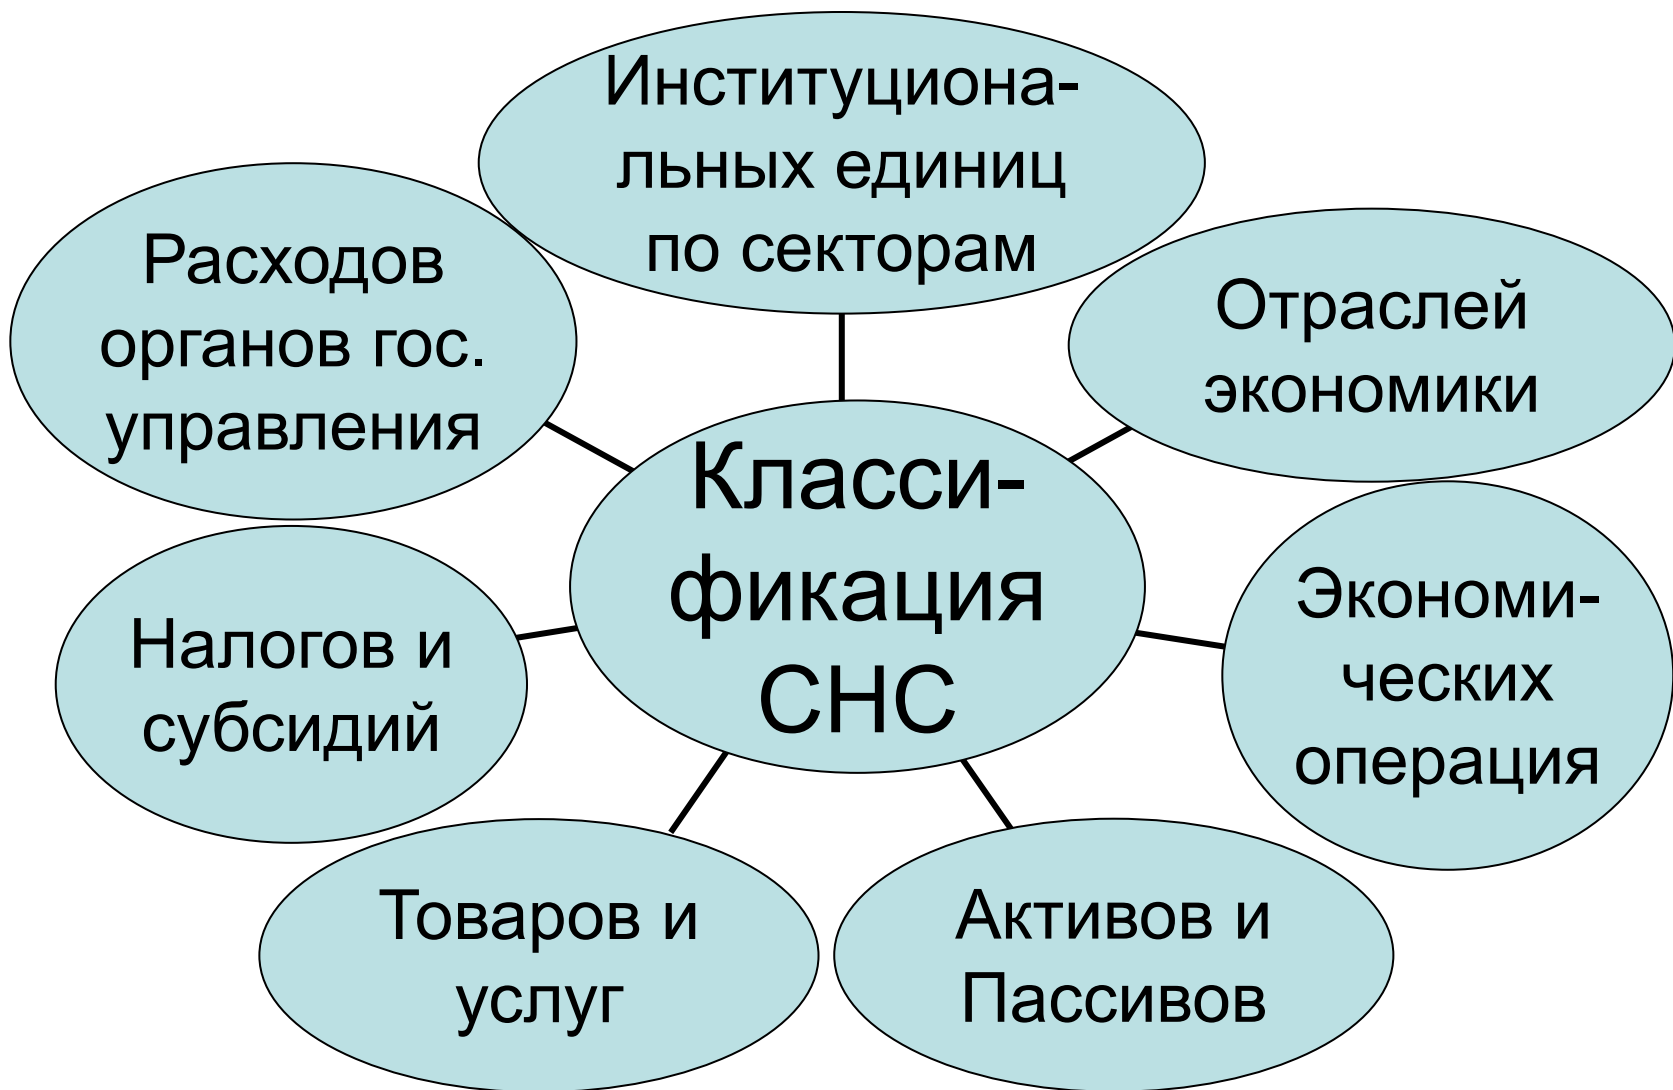 Институциона-
льных единиц
по секторам
Расходов
органов гос.
управления
Отраслей
экономики
Класси-
фикация
СНС
Экономи-
ческих
операция
Налогов и
субсидий
Товаров и
услуг
Активов и
Пассивов